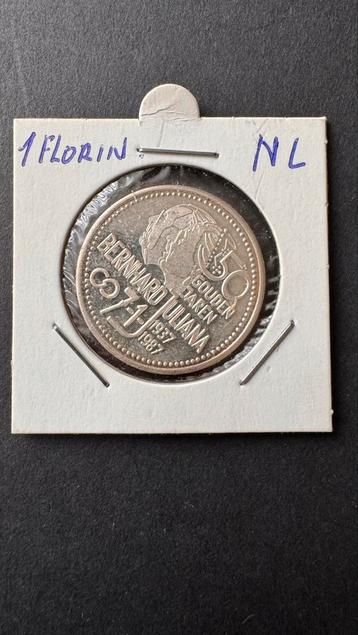 1 FLORIN NL
50
GOUDEN
JAREN
BERNHARD JULIANA
1937
1987